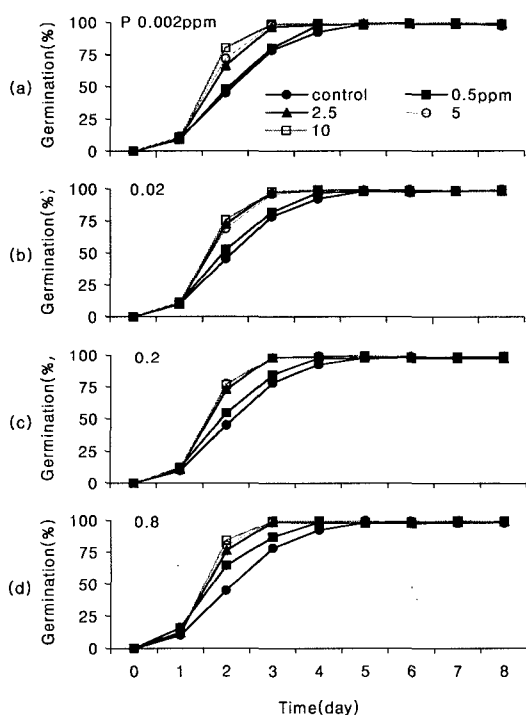 P 0.002ppm
(a)
Germination(%)
100
75
50
25
0
control
0.5ppm
2.5
5
10
0.02
(b)
Germination(%,
100
75
50
25
0
0.2
(c)
Germination(%,
100
75
50
25
0
0.8
(d)
Germination(%)
100
75
50
25
0
0 1 2 3 4 5 6 7 8
Time(day)